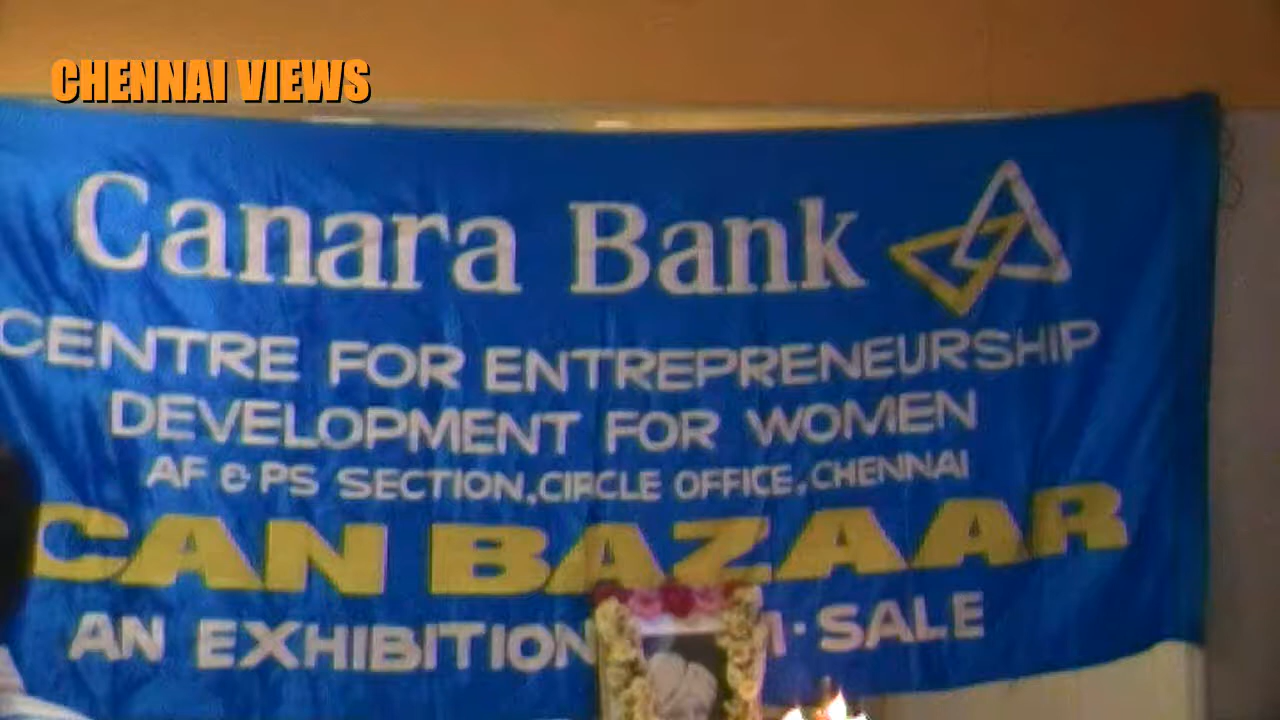 CHENNAI VIEWS
Canara Bank
CENTRE FOR ENTREPRENEURSHIP
DEVELOPMENT FOR WOMEN
AF & PS SECTION, CIRCLE OFFICE, CHENNAI
CAN BAZAAR
AN EXHIBITION SALE